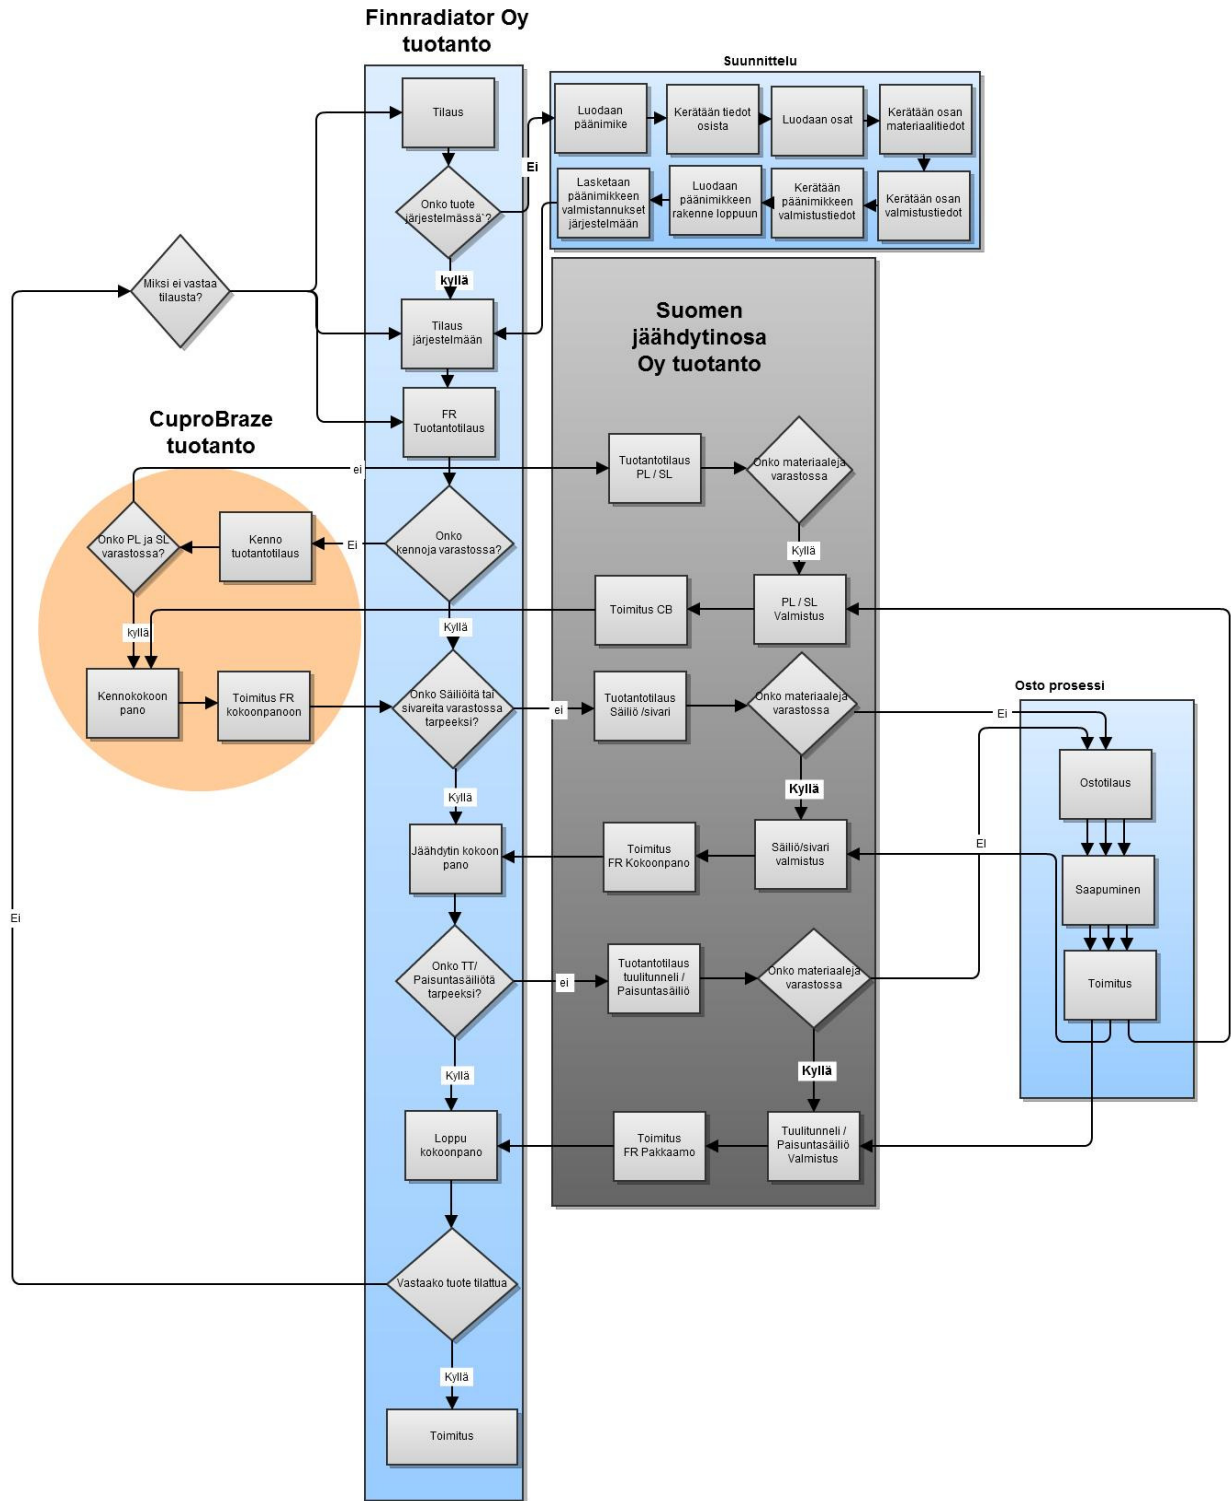 Finnradiator Oy
tuotanto
Suunnittelu
Tilaus
Luodaan
päänimike
Kerätään tiedot
osista
Luodaan osat
Kerätään osan
materiaalitiedot
Ei
Onko tuote
järjestelmässä`?
Lasketaan
päänimikkeen
valmistannukset
järjestelmään
Luodaan
päänimikkeen
rakenne loppuun
Kerätään
päänimikkeen
valmistustiedot
Kerätään osan
valmistustiedot
kyllä
Miksi ei vastaa
tilausta?
Tilaus
järjestelmään
Suomen
jäähdytinosa
Oy tuotanto
FR
Tuotantotilaus
CuproBraze
tuotanto
ei
Tuotantotilaus
PL / SL
Onko materiaaleja
varastossa
Onko PL ja SL
varastossa?
Kenno
tuotantotilaus
Ei
Onko
kennoja varastossa?
Kyllä
Toimitus CB
PL / SL
Valmistus
kyllä
Kyllä
Kennokokoon
pano
Toimitus FR
kokoonpanoon
Onko Säiliöitä tai
sivareita varastossa
tarpeeksi?
ei
Tuotantotilaus
Säiliö /sivari
Onko materiaaleja
varastossa
Osto prosessi
Ei
Ostotilaus
Kyllä
Kyllä
Jäähdytin kokoon
pano
Toimitus
FR Kokoonpano
Säiliö/sivari
valmistus
EI
Saapuminen
Ei
Onko TT/
Paisuntasäiliötä
tarpeeksi?
ei
Tuotantotilaus
tuulitunneli /
Paisuntasäiliö
Onko materiaaleja
varastossa
Toimitus
Kyllä
Kyllä
Loppu
kokoonpano
Toimitus
FR Pakkaamo
Tuulitunneli /
Paisuntasäiliö
Valmistus
Vastaako tuote tilattua
Kyllä
Toimitus